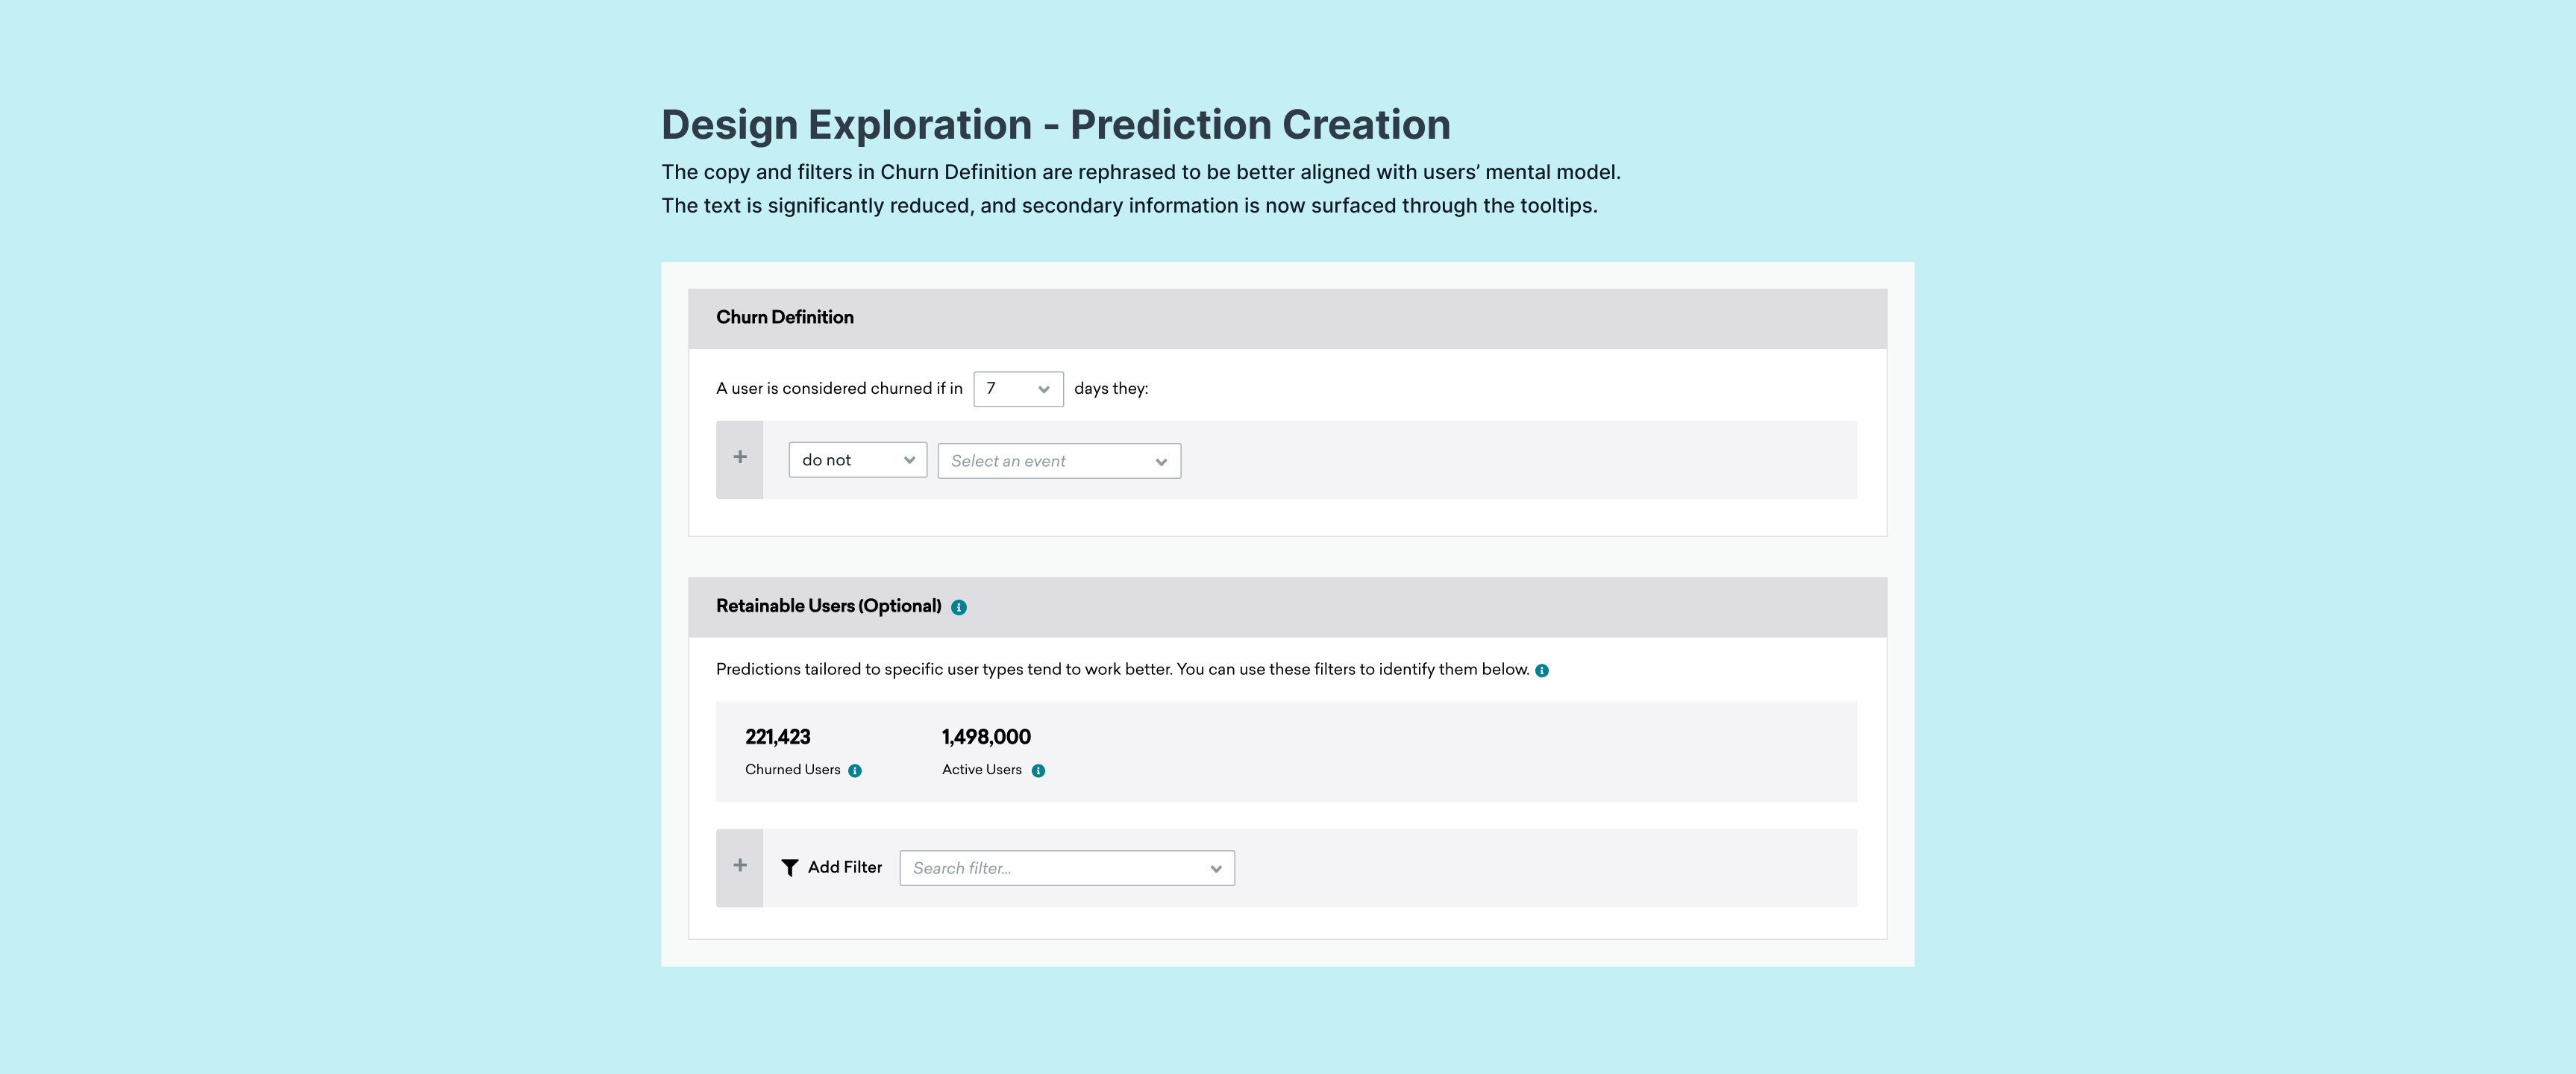 Design Exploration - Prediction Creation
The copy and filters in Churn Definition are rephrased to be better aligned with users’ mental model.
The text is significantly reduced, and secondary information is now surfaced through the tooltips.
Churn Definition
A user is considered churned if in 7 days they:
+ do not Select an event
Retainable Users (Optional) i
Predictions tailored to specific user types tend to work better. You can use these filters to identify them below. i
221,423 1,498,000
Churned Users i Active Users i
+ Add Filter Search filter...